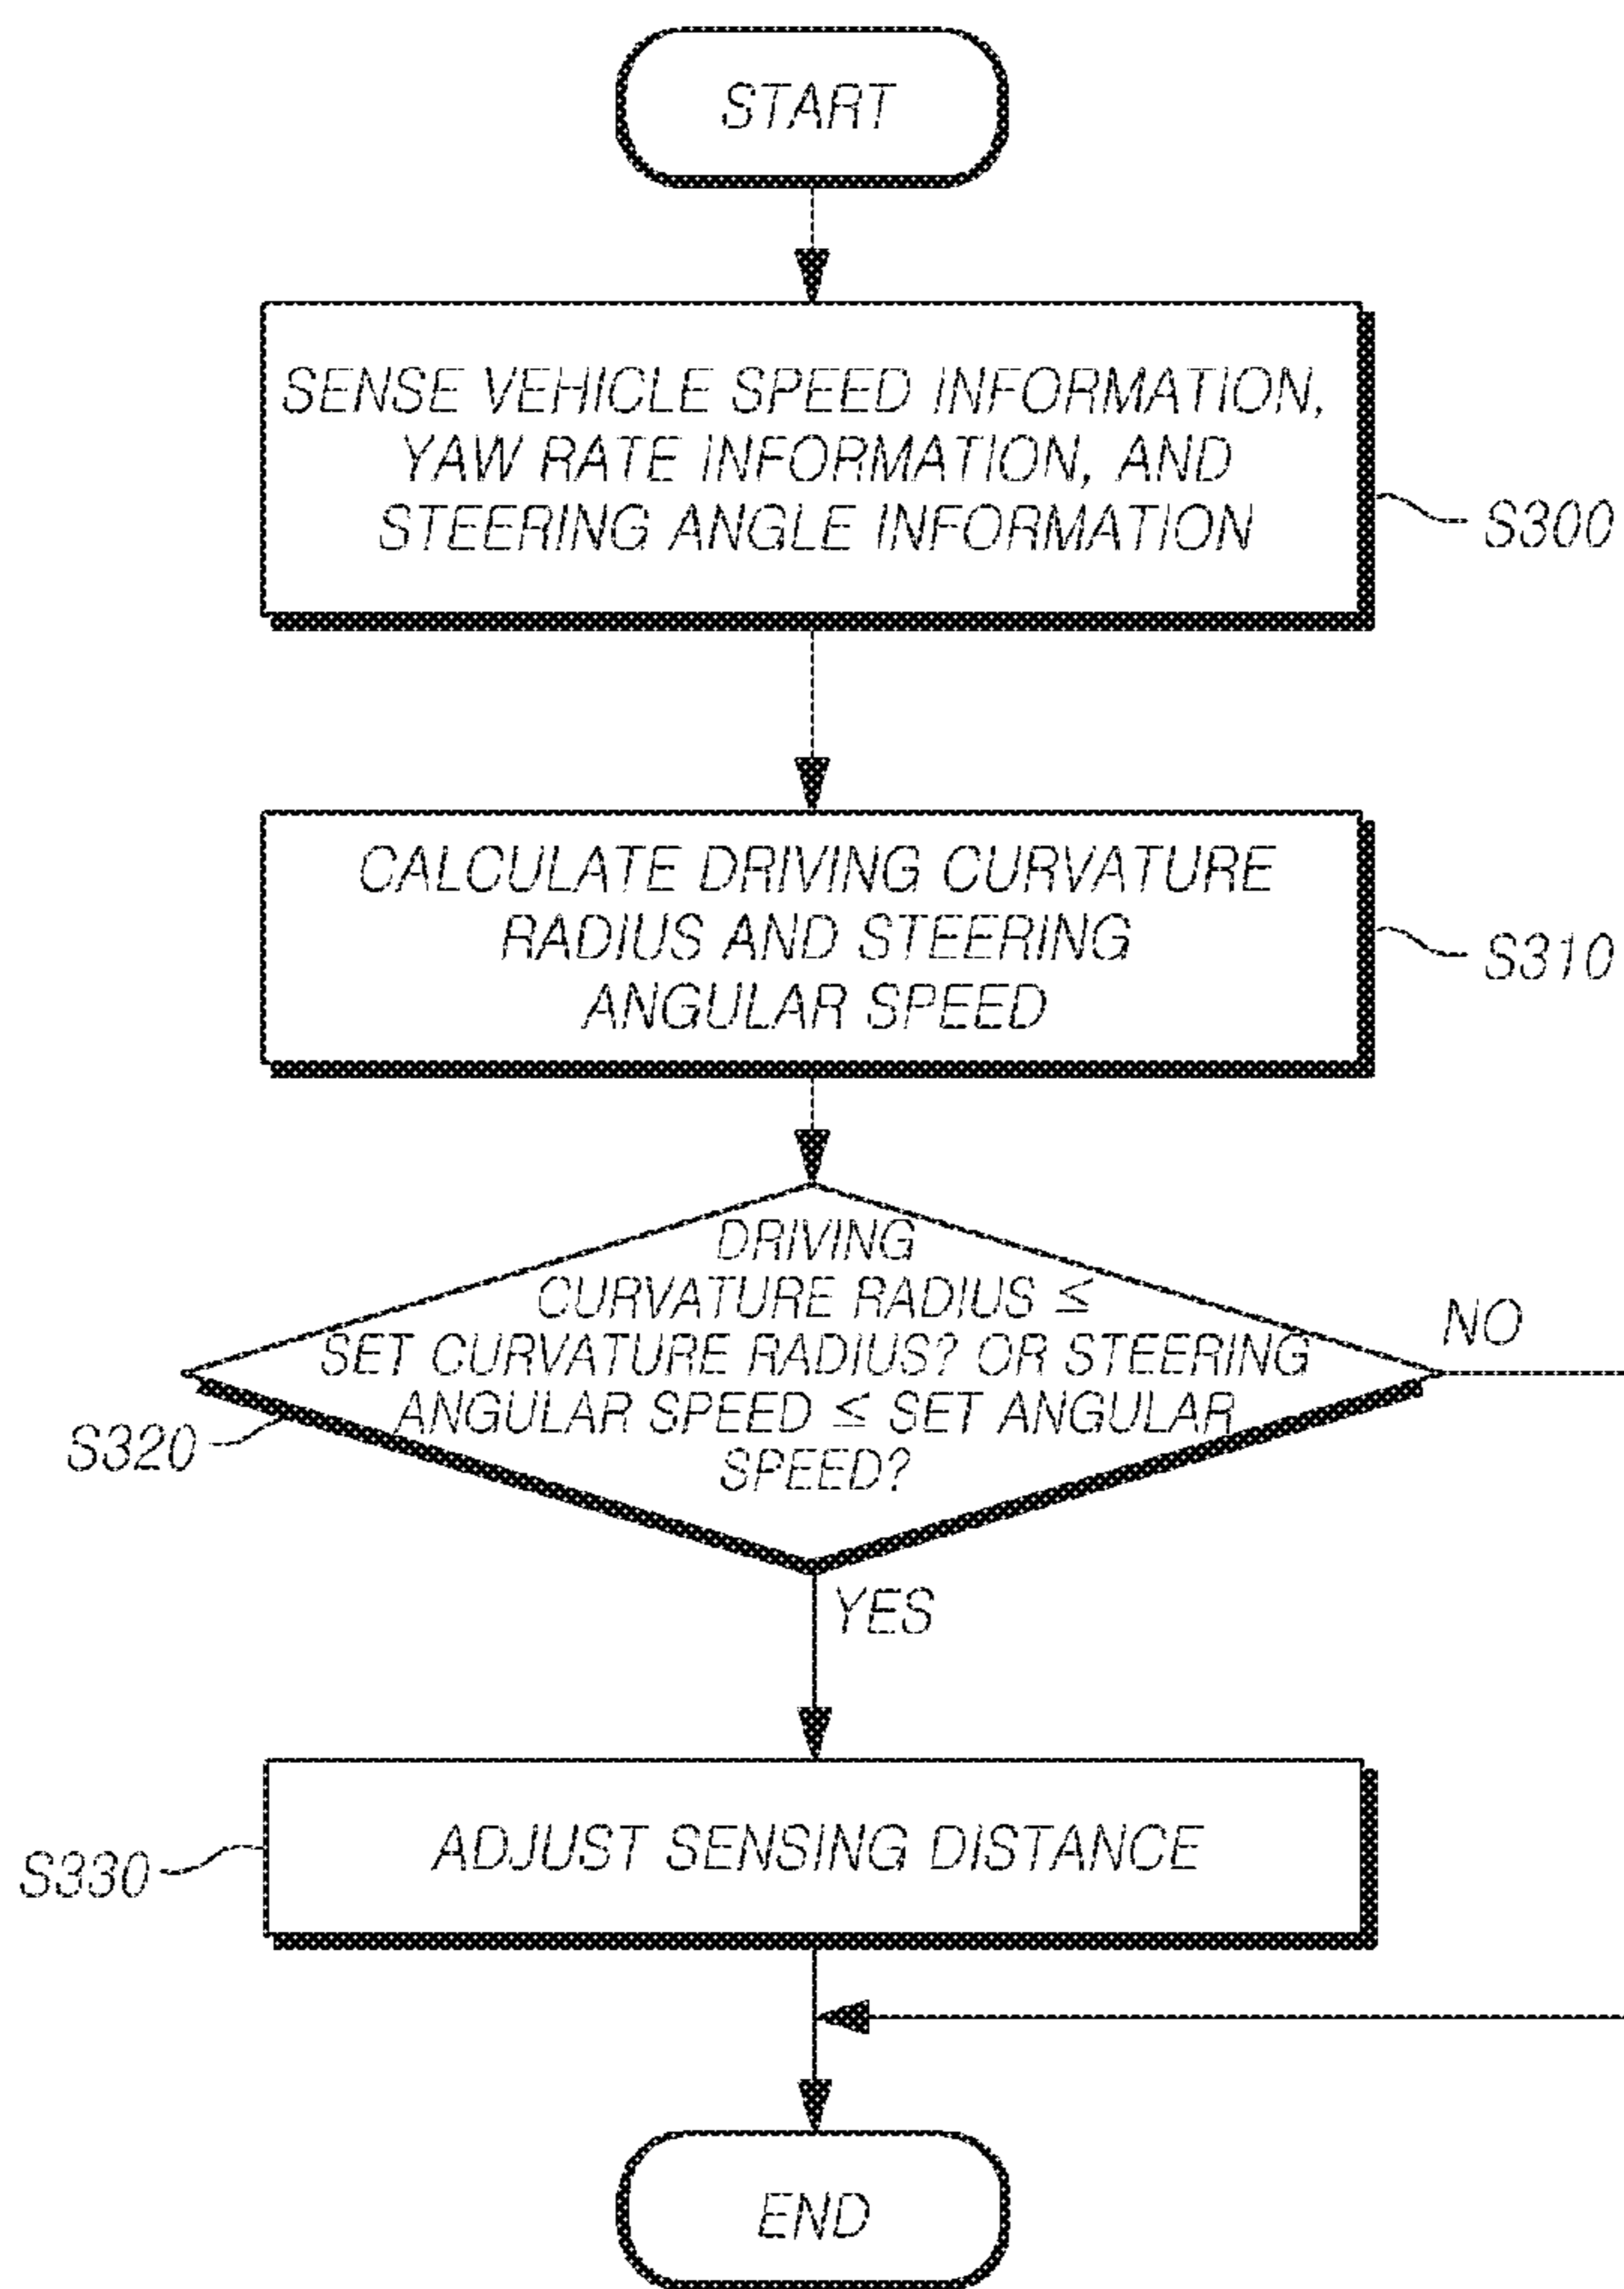 START
SENSE VEHICLE SPEED INFORMATION,
YAW RATE INFORMATION, AND
STEERING ANGLE INFORMATION
S300
CALCULATE DRIVING CURVATURE
RADIUS AND STEERING
ANGULAR SPEED
S310
DRIVING
CURVATURE RADIUS ≤
SET CURVATURE RADIUS? OR STEERING
ANGULAR SPEED ≤ SET ANGULAR
SPEED?
NO
S320
YES
ADJUST SENSING DISTANCE
S330
END